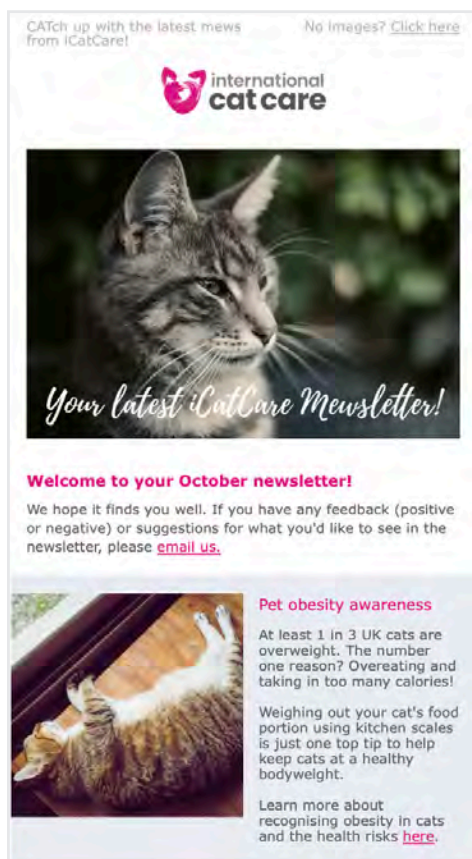 CATch up with the latest mews
from iCatCare!
No images? Click here
international
cat care
Your latest iCatCare Mewsletter!
Welcome to your October newsletter!
We hope it finds you well. If you have any feedback (positive
or negative) or suggestions for what you'd like to see in the
newsletter, please email us.
Pet obesity awareness
At least 1 in 3 UK cats are
overweight. The number
one reason? Overeating and
taking in too many calories!
Weighing out your cat's food
portion using kitchen scales
is just one top tip to help
keep cats at a healthy
bodyweight.
Learn more about
recognising obesity in cats
and the health risks here.